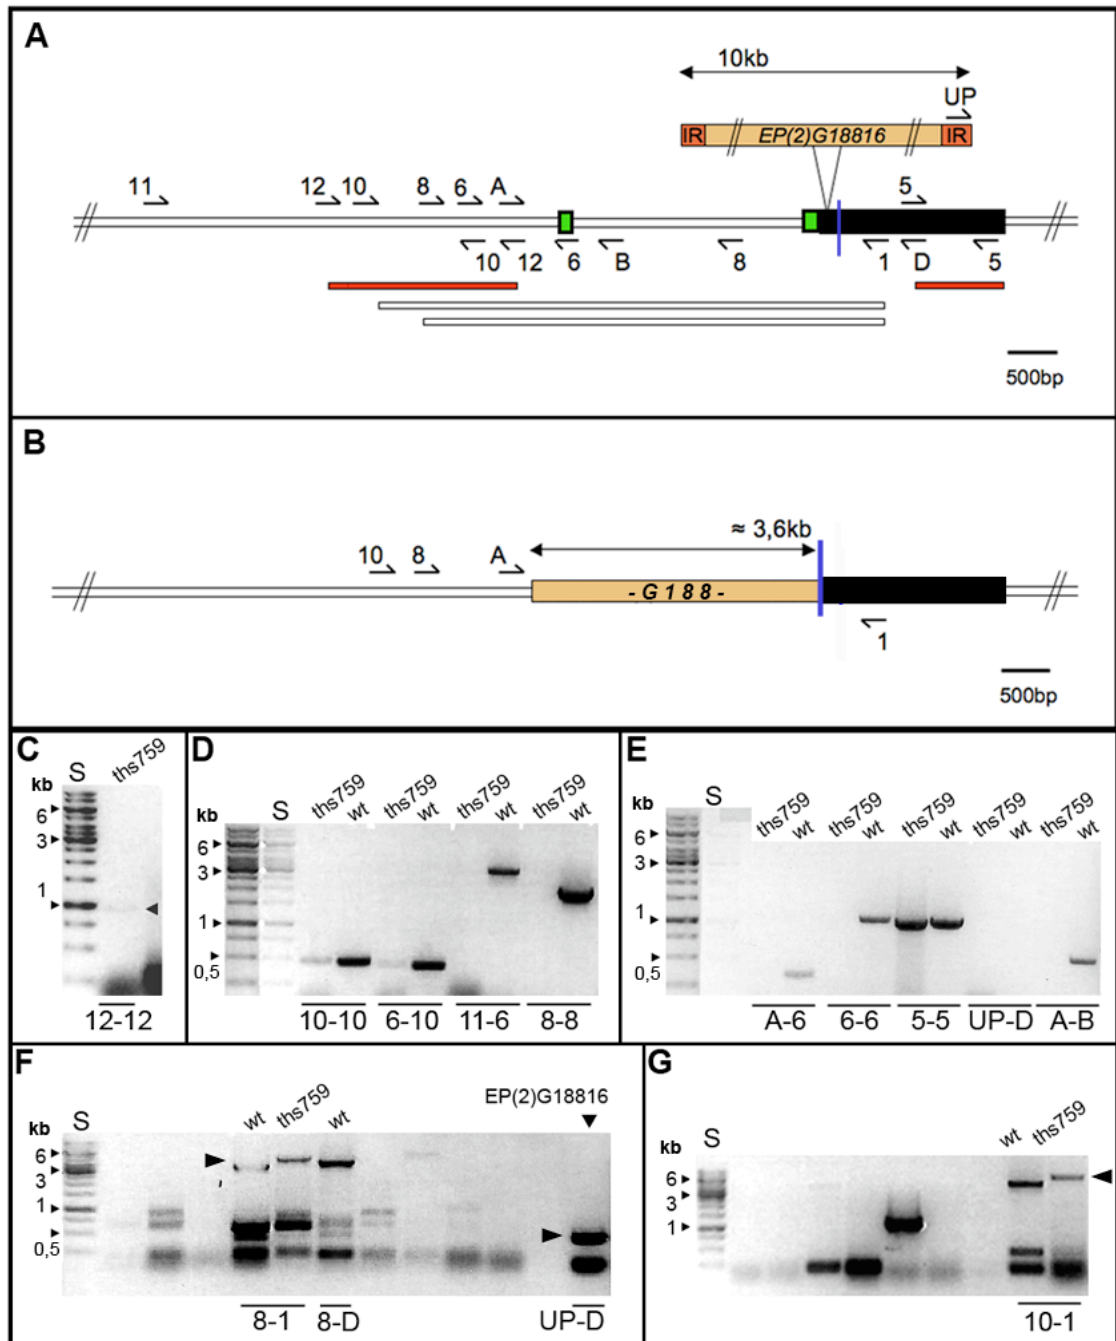 A
10kb
UP
IR EP(2)G18816 IR
11 12 10 8 6 A 5
10 12 6 B 8 1 D 5
500bp
B
≈ 3,6kb
10 8 A
- G 1 8 8 -
1
500bp
C
S ths759
kb
6
3
1
12-12
D
ths759 wt ths759 wt ths759 wt ths759 wt
kb S
6
3
1
0,5
10-10 6-10 11-6 8-8
E
S ths759 wt ths759 wt ths759 wt ths759 wt ths759 wt
kb
6
3
1
0,5
A-6 6-6 5-5 UP-D A-B
F
EP(2)G18816
S wt ths759 wt
kb
6
3
1
0,5
8-1 8-D UP-D
G
S wt ths759
kb
6
3
1
10-1